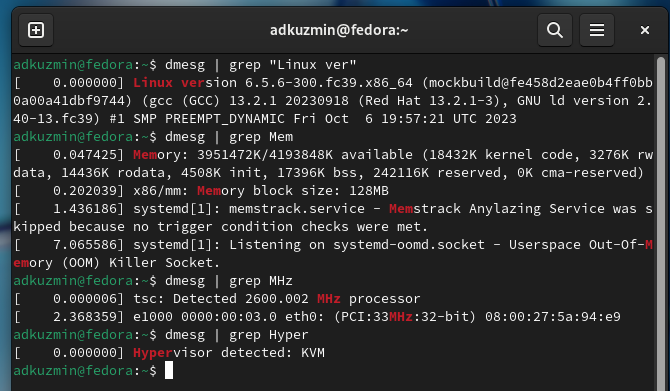 adkuzmin@fedora:~
adkuzmin@fedora:~$ dmesg | grep "Linux ver"
[    0.000000] Linux version 6.5.6-300.fc39.x86_64 (mockbuild@fe458d2eae0b4ff0bb
0a00a41dbf9744) (gcc (GCC) 13.2.1 20230918 (Red Hat 13.2.1-3), GNU ld version 2.
40-13.fc39) #1 SMP PREEMPT_DYNAMIC Fri Oct  6 19:57:21 UTC 2023
adkuzmin@fedora:~$ dmesg | grep Mem
[    0.047425] Memory: 3951472K/4193848K available (18432K kernel code, 3276K rw
data, 14436K rodata, 4508K init, 17396K bss, 242116K reserved, 0K cma-reserved)
[    0.202039] x86/mm: Memory block size: 128MB
[    1.436186] systemd[1]: memstrack.service - Memstrack Anylazing Service was s
kipped because no trigger condition checks were met.
[    7.065586] systemd[1]: Listening on systemd-oomd.socket - Userspace Out-Of-M
emory (OOM) Killer Socket.
adkuzmin@fedora:~$ dmesg | grep MHz
[    0.000006] tsc: Detected 2600.002 MHz processor
[    2.368359] e1000 0000:00:03.0 eth0: (PCI:33MHz:32-bit) 08:00:27:5a:94:e9
adkuzmin@fedora:~$ dmesg | grep Hyper
[    0.000000] Hypervisor detected: KVM
adkuzmin@fedora:~$